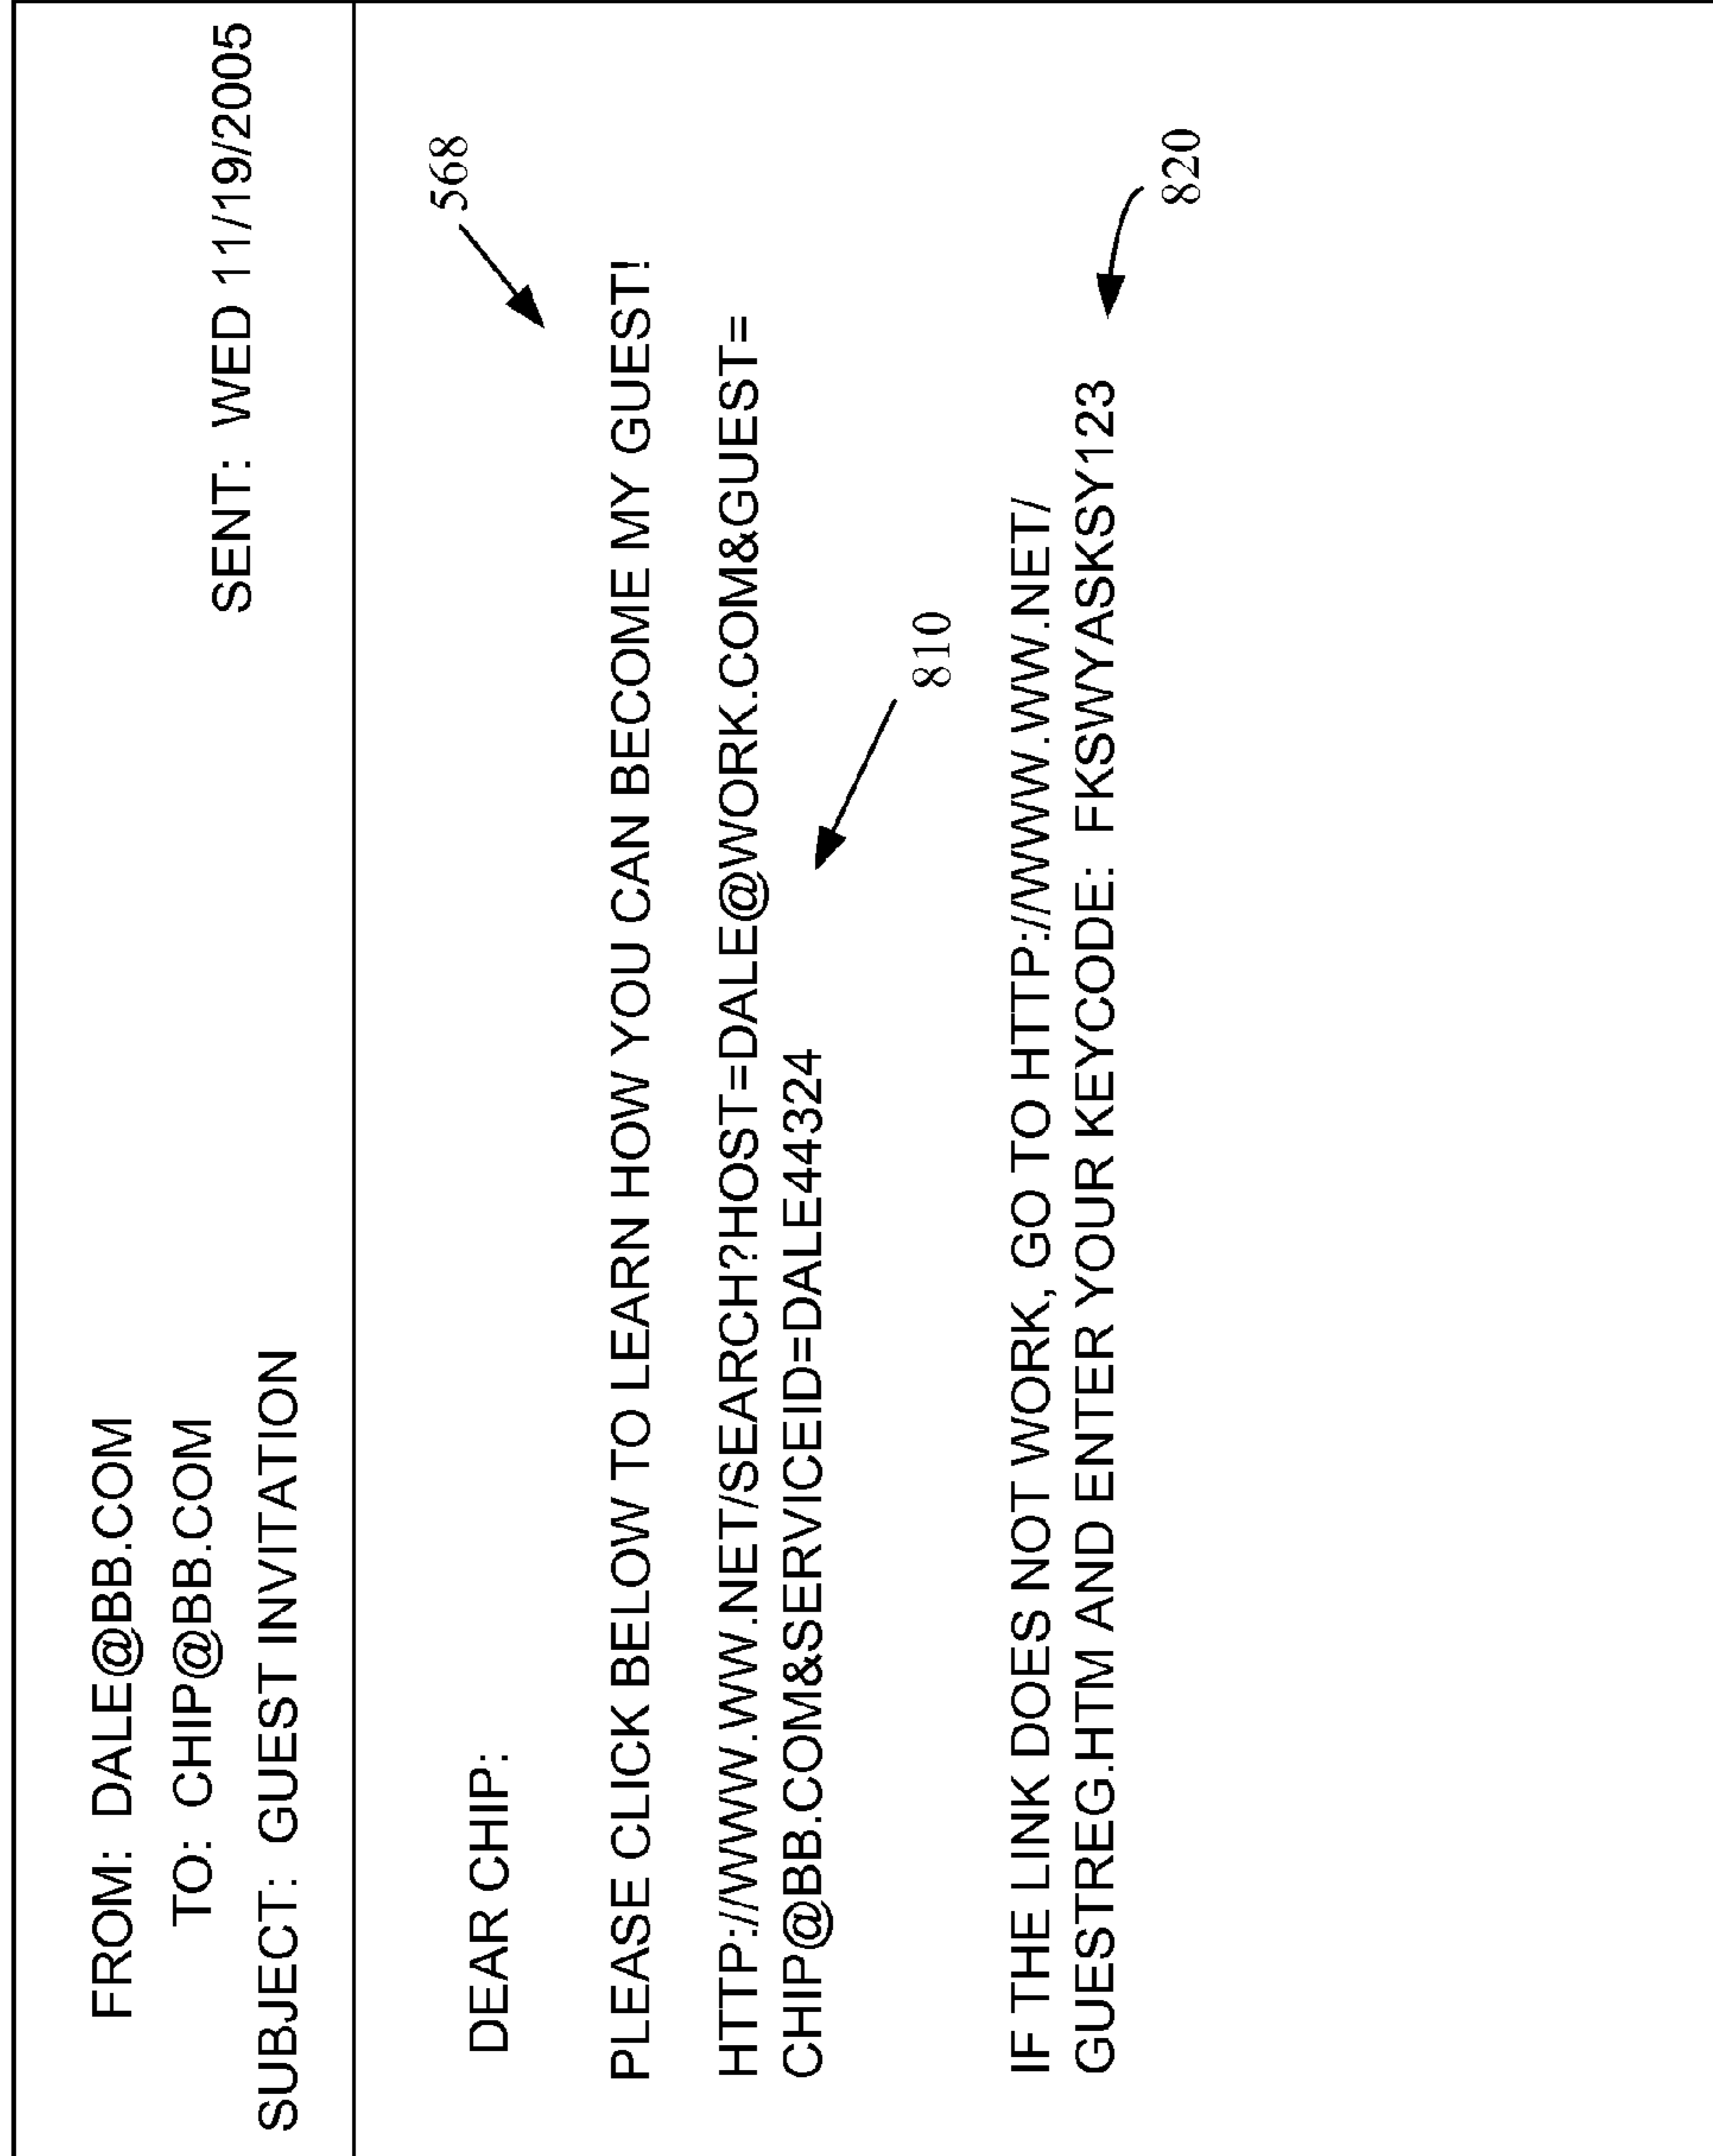 FROM: DALE@BB.COM
TO: CHIP@BB.COM
SENT: WED 11/19/2005
SUBJECT: GUEST INVITATION
DEAR CHIP:
568
PLEASE CLICK BELOW TO LEARN HOW YOU CAN BECOME MY GUEST!
HTTP://WWW.WW.NET/SEARCH?HOST=DALE@WORK.COM&GUEST=
CHIP@BB.COM&SERVICEID=DALE44324
810
IF THE LINK DOES NOT WORK, GO TO HTTP://WWW.WW.NET/
GUESTREG.HTM AND ENTER YOUR KEYCODE: FKSWYASKSY123
820